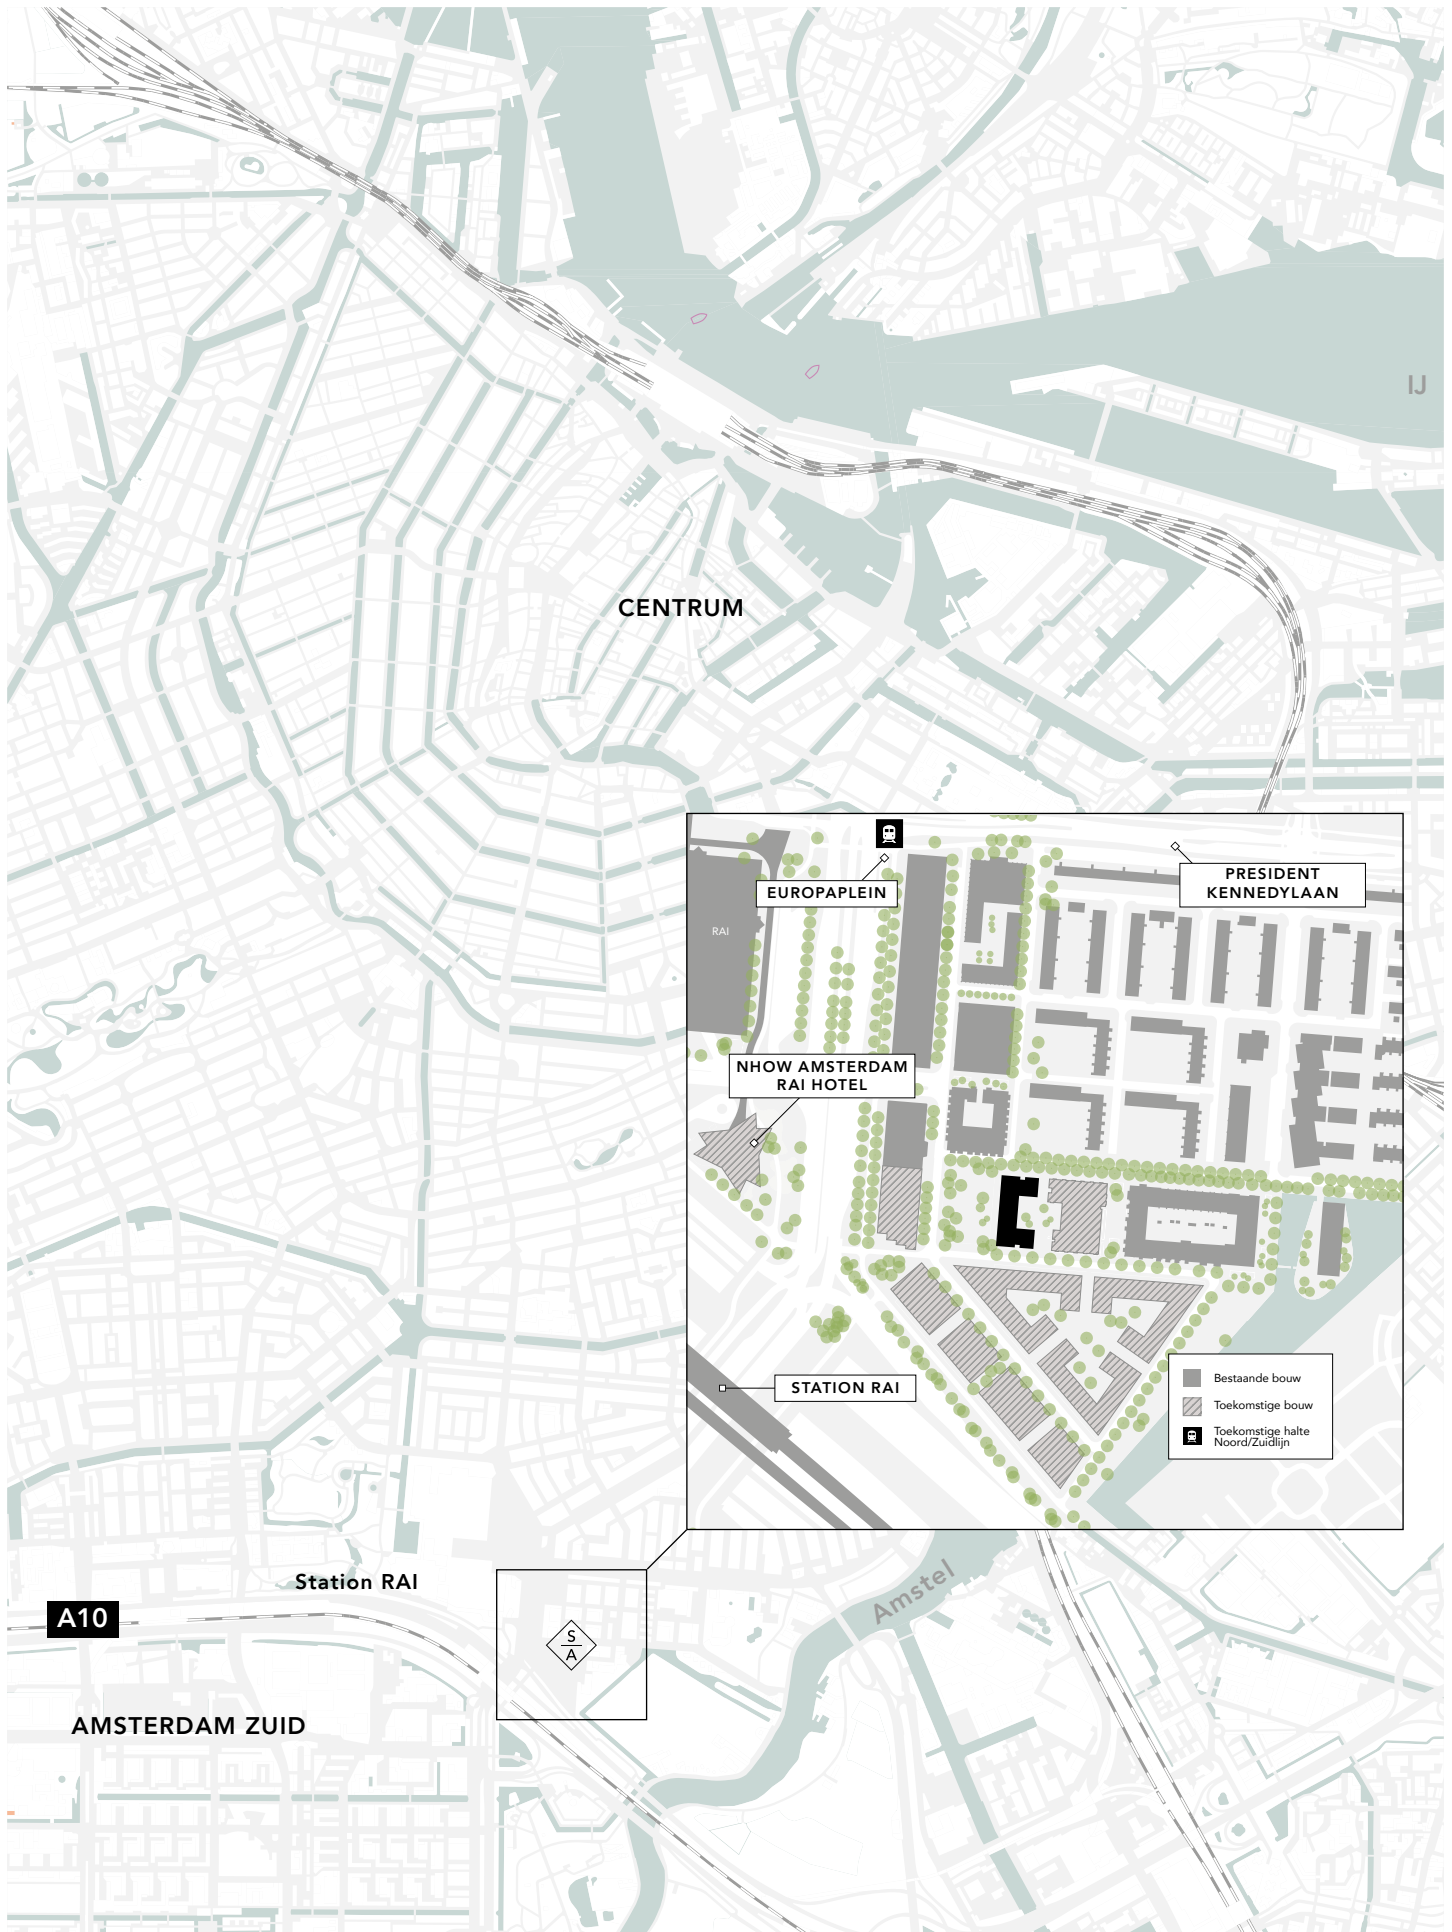 IJ
CENTRUM
EUROPAPLEIN
PRESIDENT
KENNEDYLAAN
RAI
NHOW AMSTERDAM
RAI HOTEL
STATION RAI
Bestaande bouw
Toekomstige bouw
Toekomstige halte
Noord/Zuidlijn
Amstel
Station RAI
A10
S
A
AMSTERDAM ZUID